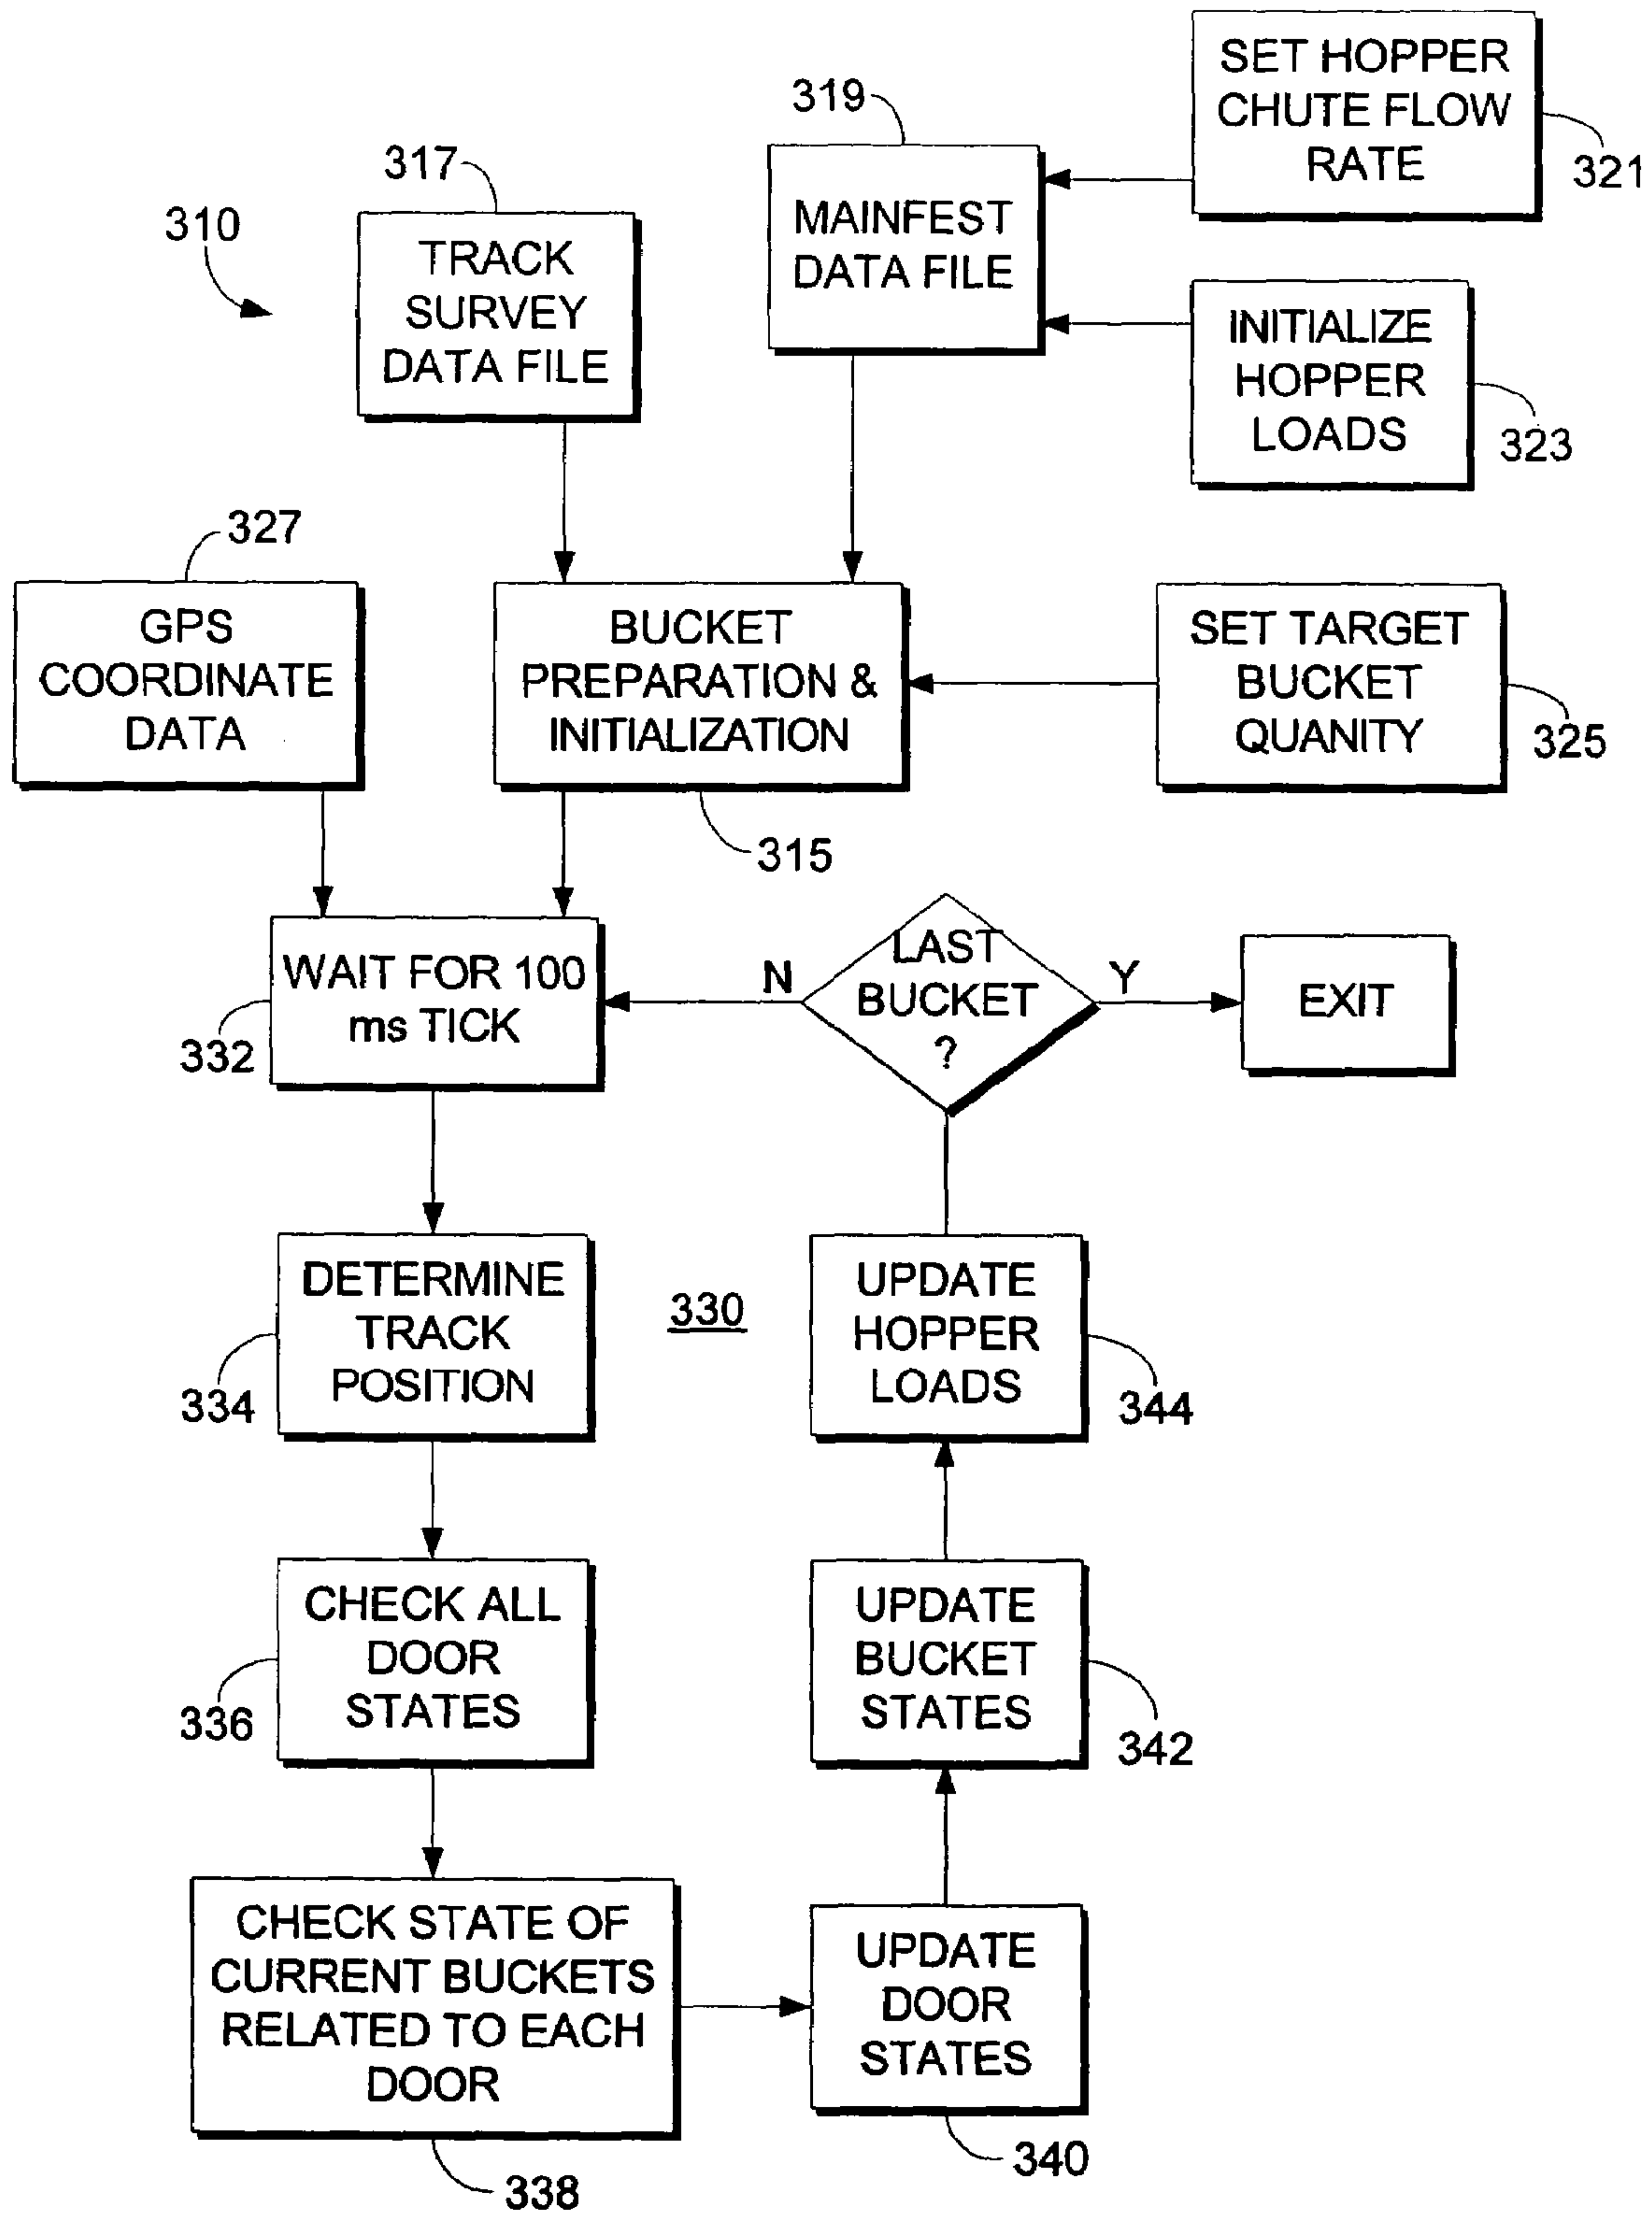 SET HOPPER
CHUTE FLOW
RATE
321
319
MAINFEST
DATA FILE
317
TRACK
SURVEY
DATA FILE
310
INITIALIZE
HOPPER
LOADS
323
327
GPS
COORDINATE
DATA
BUCKET
PREPARATION &
INITIALIZATION
315
SET TARGET
BUCKET
QUANITY
325
WAIT FOR 100
ms TICK
332
N
LAST
BUCKET
?
Y
EXIT
DETERMINE
TRACK
POSITION
334
330
UPDATE
HOPPER
LOADS
344
CHECK ALL
DOOR
STATES
336
UPDATE
BUCKET
STATES
342
CHECK STATE OF
CURRENT BUCKETS
RELATED TO EACH
DOOR
338
UPDATE
DOOR
STATES
340